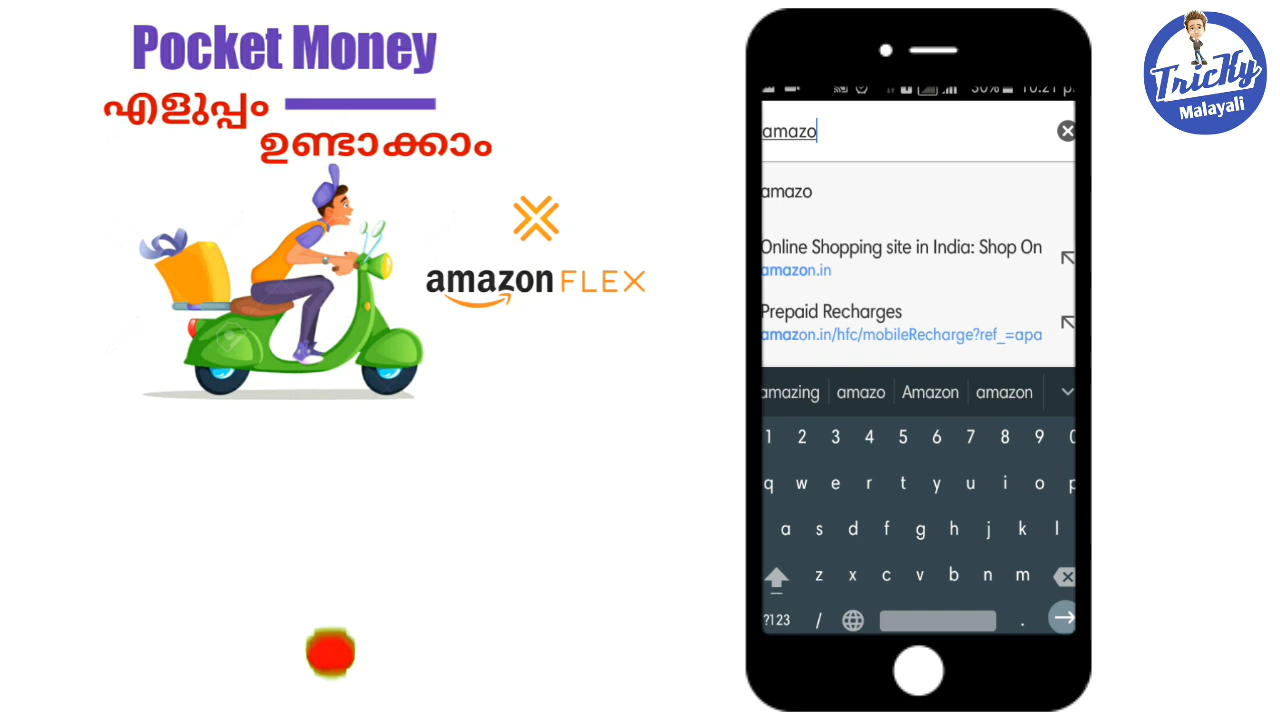 Pocket Money
എളുപ്പം
ഉണ്ടാക്കാം
amazon FLEX
TricKy
Malayali
30%
amazo
amazo
Online Shopping site in India: Shop On
amazon.in
Prepaid Recharges
amazon.in/hfc/mobileRecharge?ref_=apa
amazing amazo Amazon amazon
1 2 3 4 5 6 7 8 9 0
q w e r t y u i o p
a s d f g h j k l
z x c v b n m
?123 / .